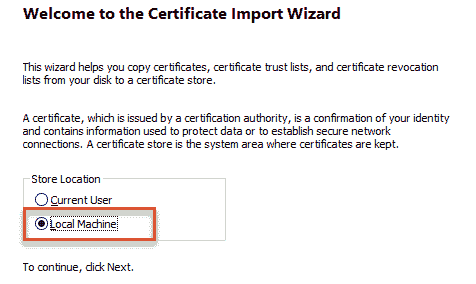 Welcome to the Certificate Import Wizard
This wizard helps you copy certificates, certificate trust lists, and certificate revocation
lists from your disk to a certificate store.
A certificate, which is issued by a certification authority, is a confirmation of your identity
and contains information used to protect data or to establish secure network
connections. A certificate store is the system area where certificates are kept.
Store Location
Current User
Local Machine
To continue, click Next.